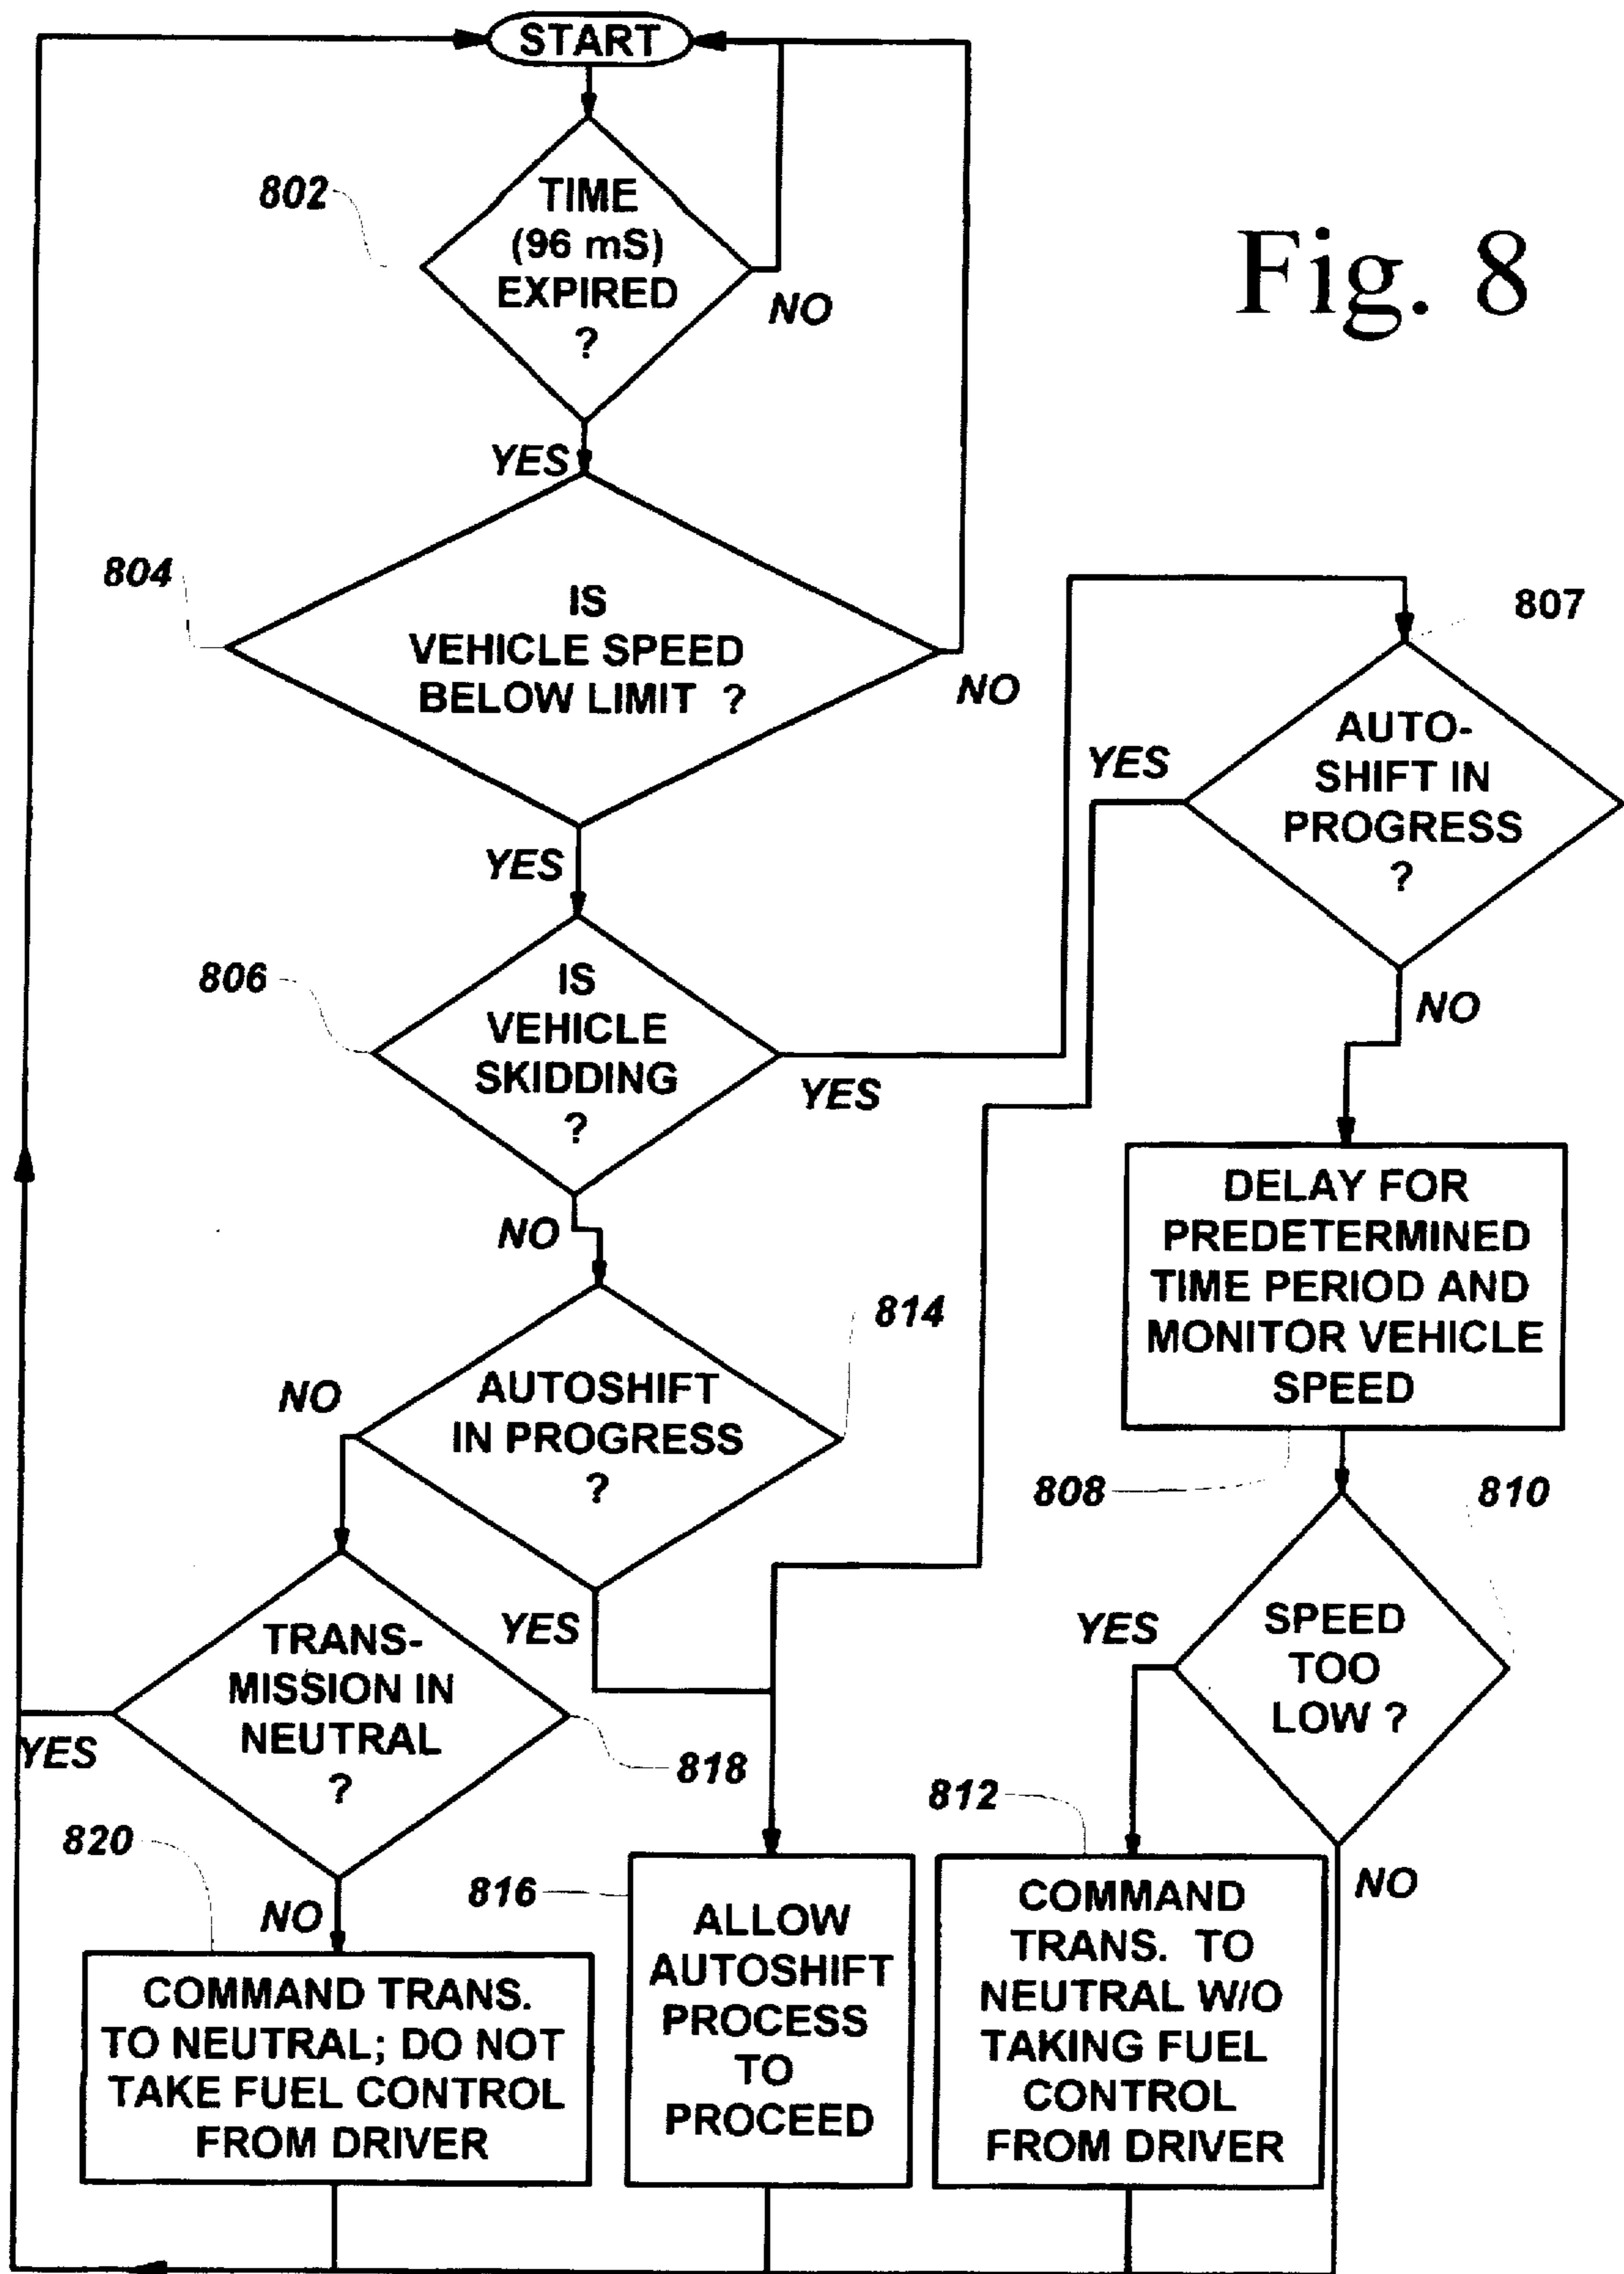 START
802
TIME
(96 mS)
EXPIRED
?
NO
Fig. 8
YES
804
IS
VEHICLE SPEED
BELOW LIMIT ?
NO
807
AUTO-
SHIFT IN
PROGRESS
?
YES
NO
YES
806
IS
VEHICLE
SKIDDING
?
YES
NO
DELAY FOR
PREDETERMINED
TIME PERIOD AND
MONITOR VEHICLE
SPEED
814
AUTOSHIFT
IN PROGRESS
?
NO
YES
808
810
SPEED
TOO
LOW ?
YES
NO
TRANS-
MISSION IN
NEUTRAL
?
YES
818
NO
820
COMMAND TRANS.
TO NEUTRAL; DO NOT
TAKE FUEL CONTROL
FROM DRIVER
816
ALLOW
AUTOSHIFT
PROCESS
TO
PROCEED
812
COMMAND
TRANS. TO
NEUTRAL W/O
TAKING FUEL
CONTROL
FROM DRIVER